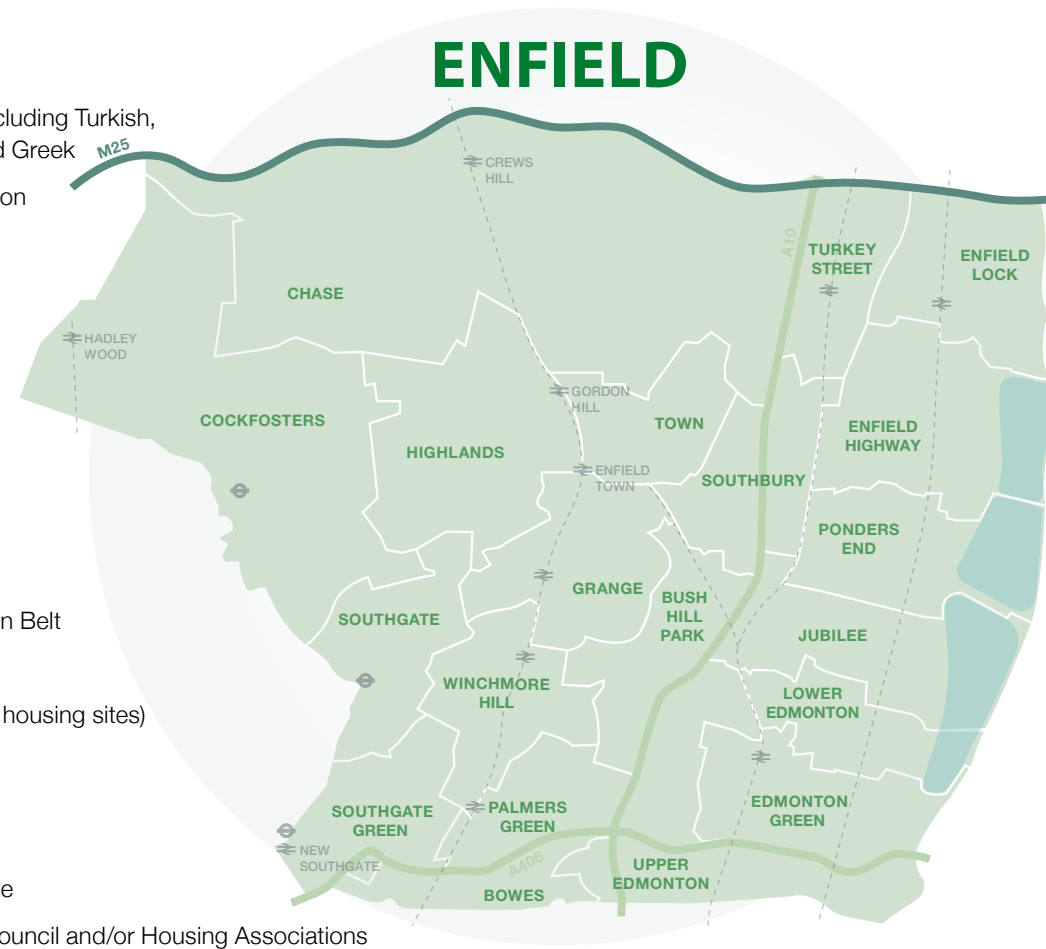 ENFIELD
cluding Turkish,
d Greek
on
M25
CREWS
HILL
A10
TURKEY
STREET
ENFIELD
LOCK
CHASE
HADLEY
WOOD
GORDON
HILL
COCKFOSTERS
TOWN
ENFIELD
HIGHWAY
HIGHLANDS
ENFIELD
TOWN
SOUTHBURY
PONDERS
END
GRANGE
BUSH
HILL
PARK
n Belt
SOUTHGATE
JUBILEE
WINCHMORE
HILL
LOWER
EDMONTON
housing sites)
SOUTHGATE
GREEN
PALMERS
GREEN
EDMONTON
GREEN
NEW
SOUTHGATE
A406
UPPER
EDMONTON
e
BOWES
ouncil and/or Housing Associations